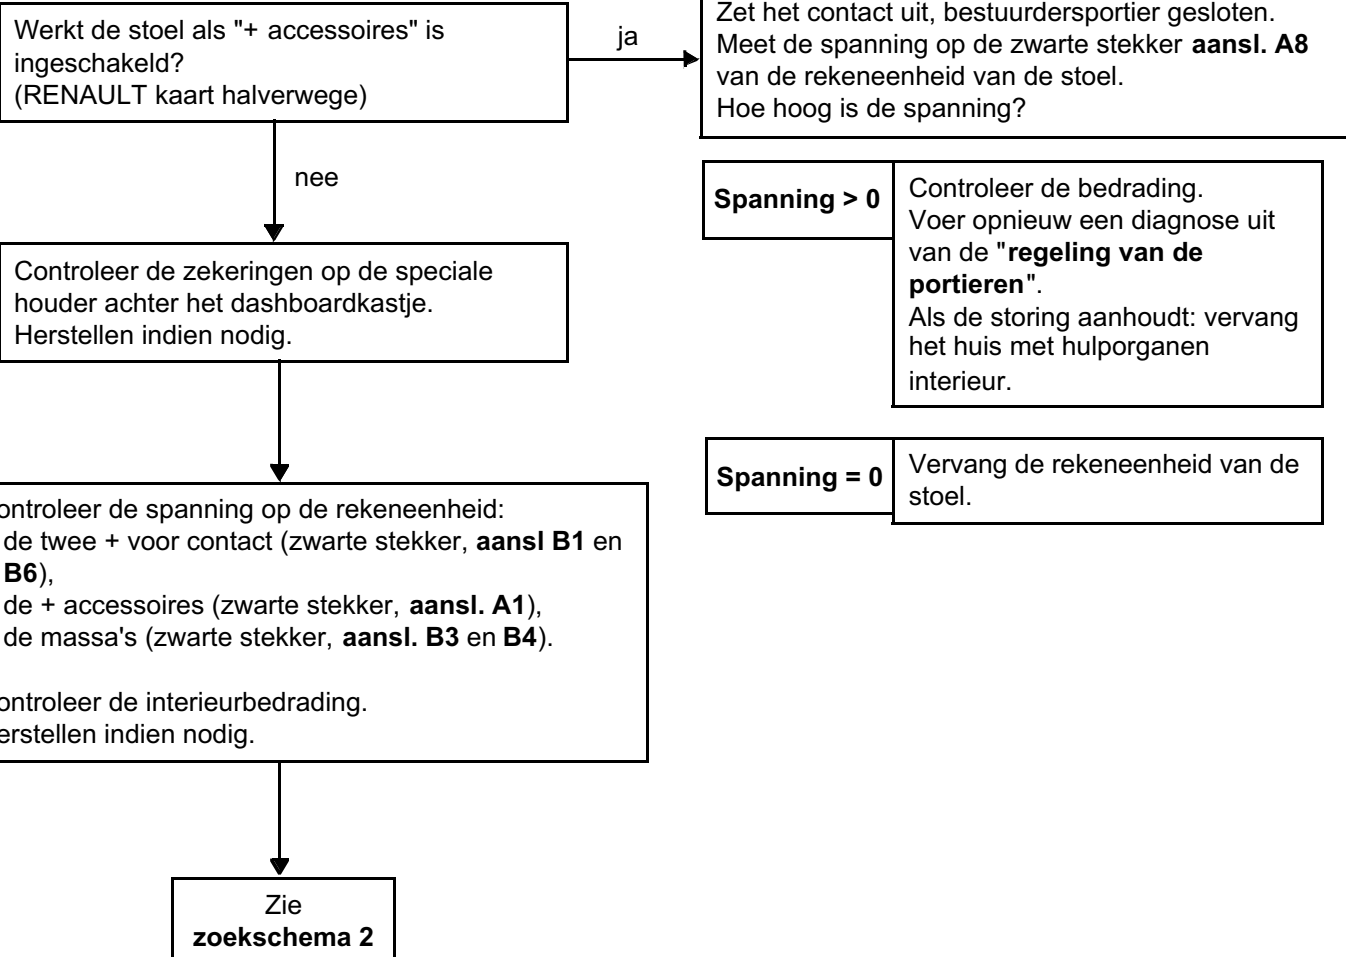 Werkt de stoel als "+ accessoires" is
ingeschakeld?
(RENAULT kaart halverwege)
ja
Zet het contact uit, bestuurdersportier gesloten.
Meet de spanning op de zwarte stekker aansl. A8
van de rekeneenheid van de stoel.
Hoe hoog is de spanning?
nee
Spanning > 0
Controleer de bedrading.
Voer opnieuw een diagnose uit
van de "regeling van de
portieren".
Als de storing aanhoudt: vervang
het huis met hulporganen
interieur.
Controleer de zekeringen op de speciale
houder achter het dashboardkastje.
Herstellen indien nodig.
Spanning = 0
Vervang de rekeneenheid van de
stoel.
ontroleer de spanning op de rekeneenheid:
de twee + voor contact (zwarte stekker, aansl B1 en
B6),
de + accessoires (zwarte stekker, aansl. A1),
de massa's (zwarte stekker, aansl. B3 en B4).
ontroleer de interieurbedrading.
erstellen indien nodig.
Zie
zoekschema 2